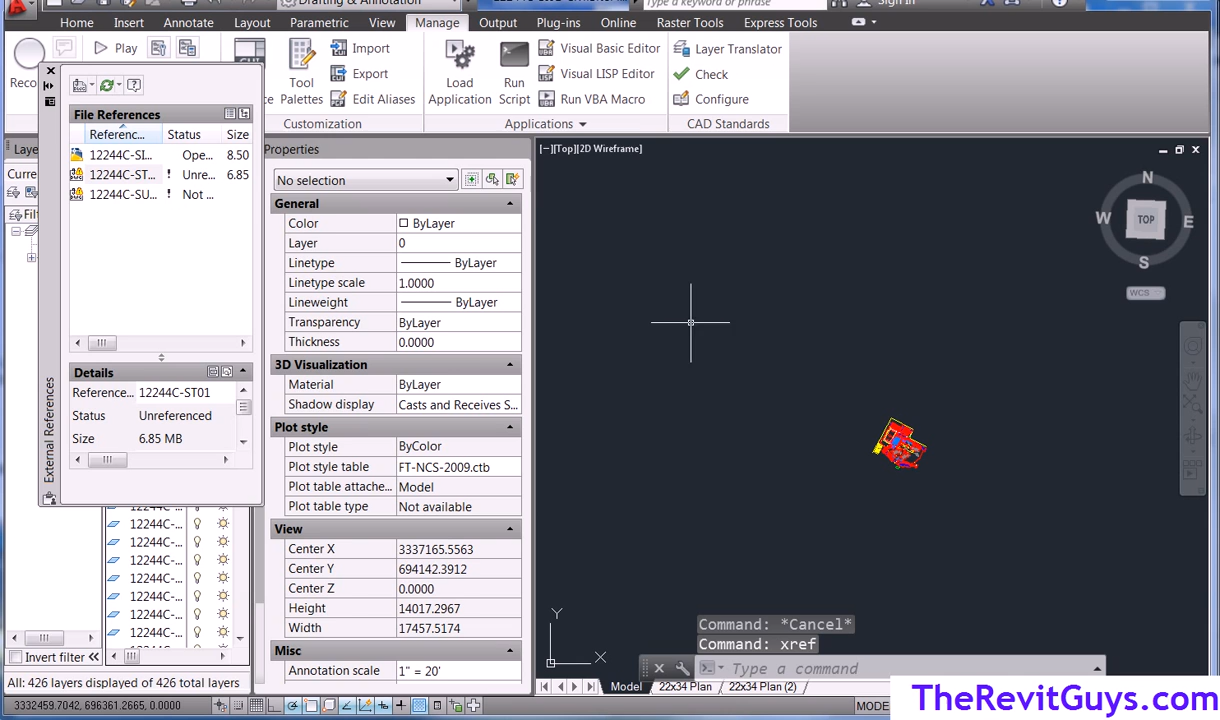 Drafting & Annotation
Type a keyword or phrase
Sign In
Home Insert Annotate Layout Parametric View Manage Output Plug-ins Online Raster Tools Express Tools
Play
Tool Palettes
Import
Export
Edit Aliases
Load Application
Run Script
Visual Basic Editor
Visual LISP Editor
Run VBA Macro
Layer Translator
Check
Configure
Customization
Applications
CAD Standards
File References
Referenc... Status Size
12244C-SI... Ope... 8.50
12244C-ST... ! Unre... 6.85
12244C-SU... ! Not ...
Details
Reference... 12244C-ST01
Status Unreferenced
Size 6.85 MB
External References
Properties
No selection
General
Color ByLayer
Layer 0
Linetype ByLayer
Linetype scale 1.0000
Lineweight ByLayer
Transparency ByLayer
Thickness 0.0000
3D Visualization
Material ByLayer
Shadow display Casts and Receives S...
Plot style
Plot style ByColor
Plot style table FT-NCS-2009.ctb
Plot table attache... Model
Plot table type Not available
View
Center X 3337165.5563
Center Y 694142.3912
Center Z 0.0000
Height 14017.2967
Width 17457.5174
Misc
Annotation scale 1" = 20'
12244C-...
12244C-...
12244C-...
12244C-...
12244C-...
12244C-...
12244C-...
Invert filter
All: 426 layers displayed of 426 total layers
[−][Top][2D Wireframe]
N
W TOP E
S
WCS
Y
X
Command: *Cancel*
Command: xref
Type a command
Model 22x34 Plan 22x34 Plan (2)
3332459.7042, 696361.2665, 0.0000
MODE
TheRevitGuys.com